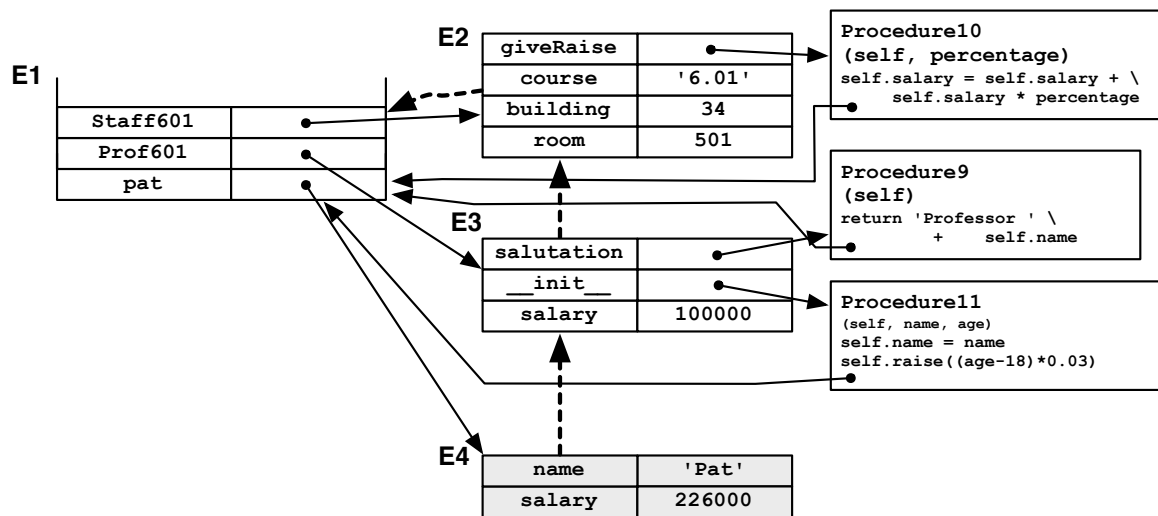 E1
Staff601
Prof601
pat
E2
giveRaise
course '6.01'
building 34
room 501
E3
salutation
__init__
salary 100000
E4
name 'Pat'
salary 226000
Procedure10
(self, percentage)
self.salary = self.salary + \
self.salary * percentage
Procedure9
(self)
return 'Professor ' \
+ self.name
Procedure11
(self, name, age)
self.name = name
self.raise((age-18)*0.03)